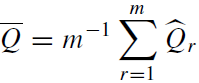 $\overline{Q} = m^{-1} \sum_{r=1}^{m} \widehat{Q}_r$